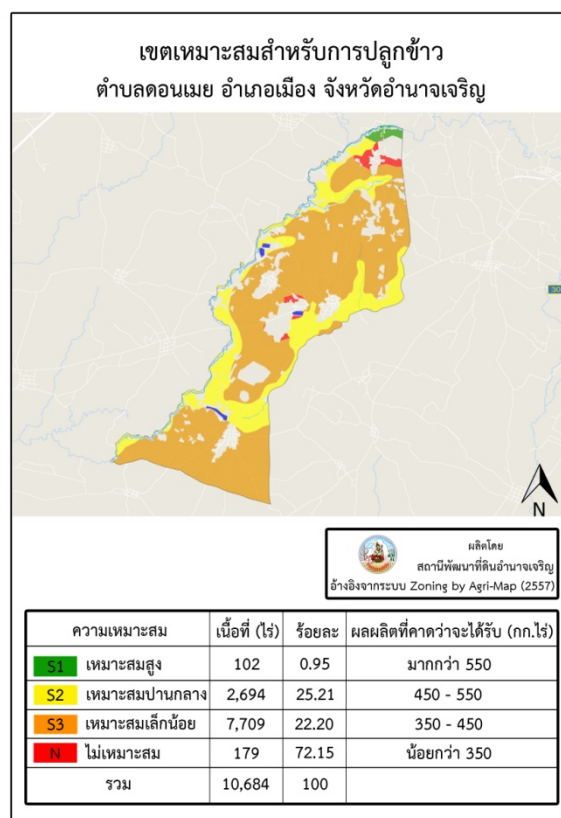 เขตเหมาะสมสำหรับการปลูกข้าว
ตำบลดอนเมย อำเภอเมือง จังหวัดอำนาจเจริญ
N
ผลิตโดย
สถานีพัฒนาที่ดินอำนาจเจริญ
อ้างอิงจากระบบ Zoning by Agri-Map (2557)
ความเหมาะสม เนื้อที่ (ไร่) ร้อยละ ผลผลิตที่คาดว่าจะได้รับ (กก.ไร่)
S1 เหมาะสมสูง 102 0.95 มากกว่า 550
S2 เหมาะสมปานกลาง 2,694 25.21 450 - 550
S3 เหมาะสมเล็กน้อย 7,709 22.20 350 - 450
N ไม่เหมาะสม 179 72.15 น้อยกว่า 350
รวม 10,684 100